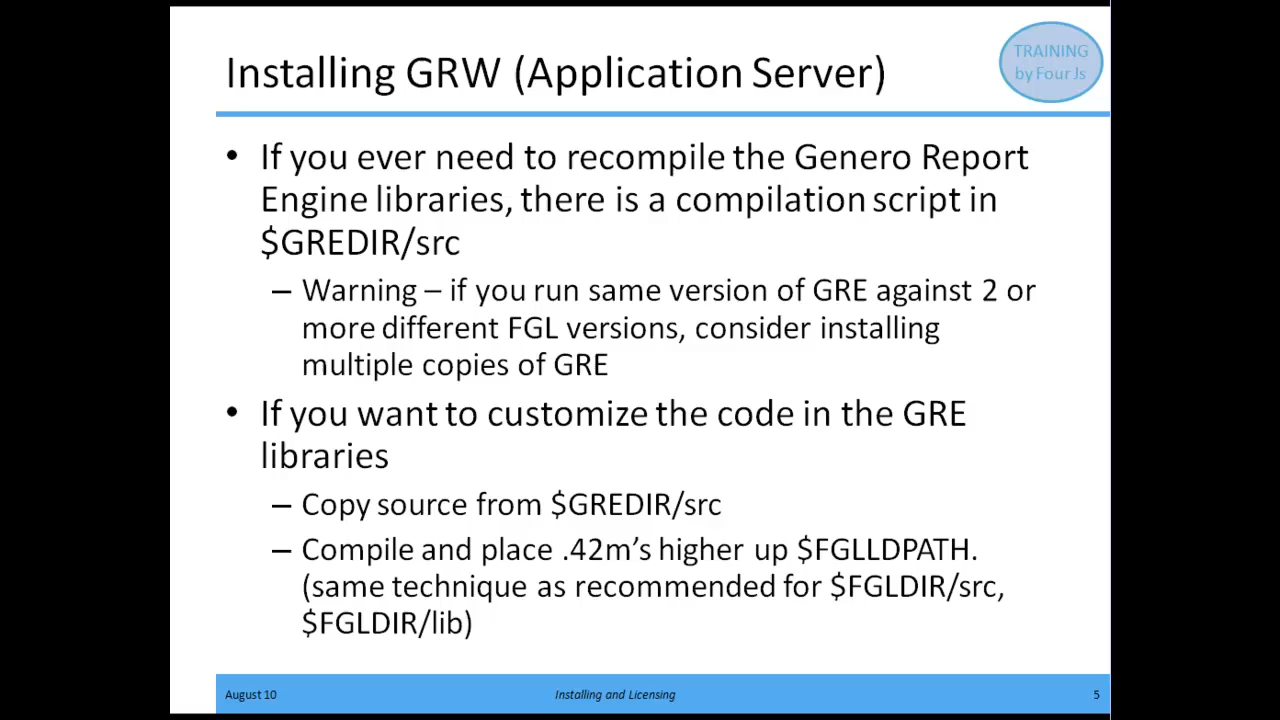 Installing GRW (Application Server)
TRAINING
by Four Js
• If you ever need to recompile the Genero Report
Engine libraries, there is a compilation script in
$GREDIR/src
– Warning – if you run same version of GRE against 2 or
more different FGL versions, consider installing
multiple copies of GRE
• If you want to customize the code in the GRE
libraries
– Copy source from $GREDIR/src
– Compile and place .42m’s higher up $FGLLDPATH.
(same technique as recommended for $FGLDIR/src,
$FGLDIR/lib)
August 10
Installing and Licensing
5